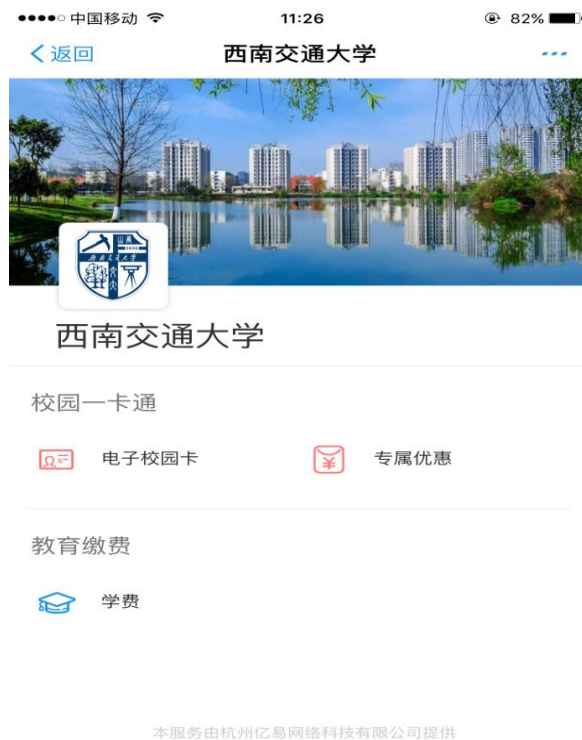 中国移动 11:26 82%
返回 西南交通大学
西南交通大学
校园一卡通
电子校园卡 专属优惠
教育缴费
学费
本服务由杭州亿易网络科技有限公司提供